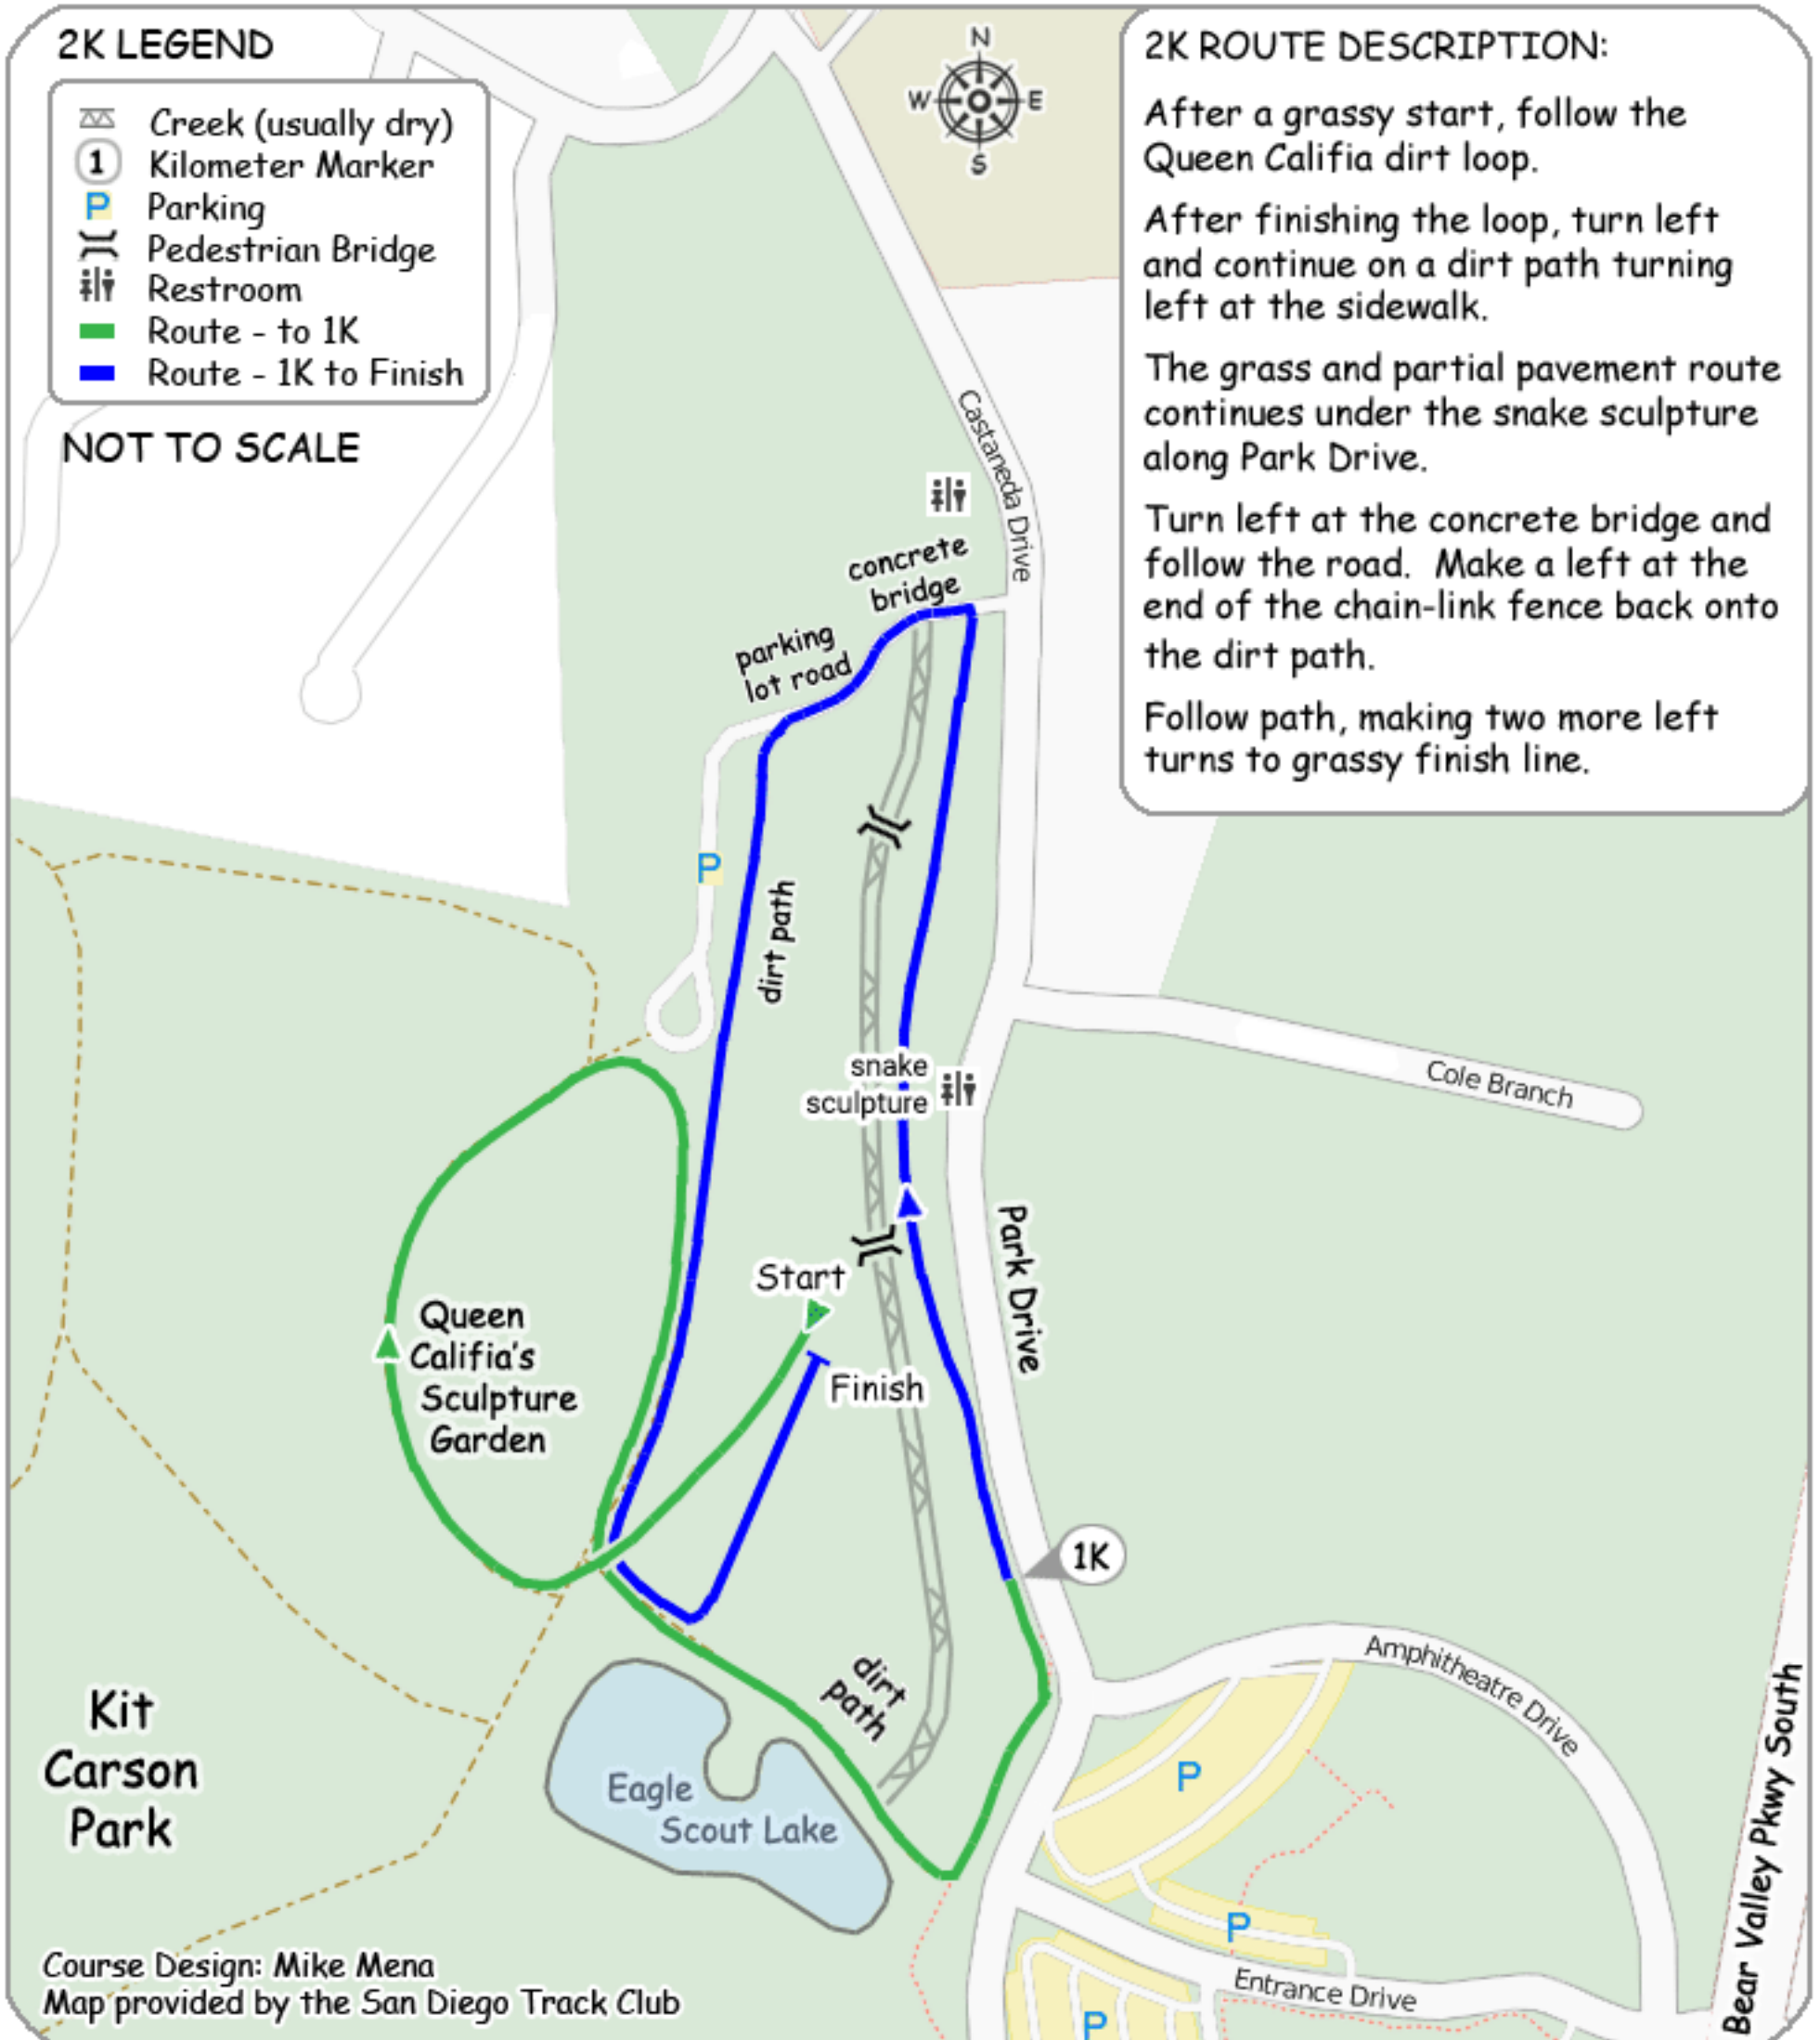 2K LEGEND
Creek (usually dry)
1
Kilometer Marker
P
Parking
Pedestrian Bridge
Restroom
Route - to 1K
Route - 1K to Finish
NOT TO SCALE
N
W
E
S
2K ROUTE DESCRIPTION:
After a grassy start, follow the
Queen Califia dirt loop.
After finishing the loop, turn left
and continue on a dirt path turning
left at the sidewalk.
The grass and partial pavement route
continues under the snake sculpture
along Park Drive.
Turn left at the concrete bridge and
follow the road.  Make a left at the
end of the chain-link fence back onto
the dirt path.
Follow path, making two more left
turns to grassy finish line.
Castaneda Drive
concrete
bridge
parking
lot road
P
dirt path
snake
sculpture
Cole Branch
Park Drive
Start
Finish
Queen
Califia's
Sculpture
Garden
1K
Amphitheatre Drive
dirt
path
Kit
Carson
Park
Eagle
Scout Lake
P
P
P
Entrance Drive
Bear Valley Pkwy South
Course Design: Mike Mena
Map provided by the San Diego Track Club